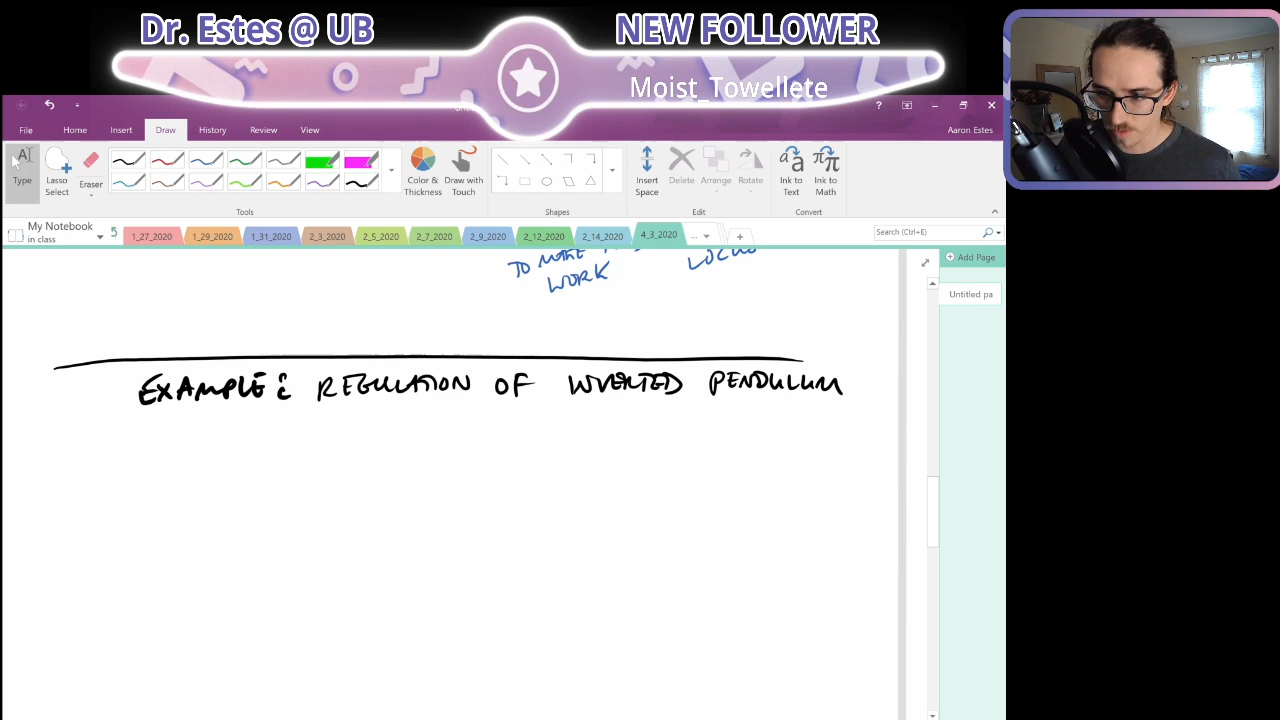 Dr. Estes @ UB
NEW FOLLOWER
Moist_Towellete
File Home Insert Draw History Review View
Aaron Estes
Type
Lasso Select
Eraser
Color & Thickness
Draw with Touch
Insert Space
Delete
Arrange
Rotate
Ink to Text
Ink to Math
Tools Shapes Edit Convert
My Notebook
in class
1_27_2020 1_29_2020 1_31_2020 2_3_2020 2_5_2020 2_7_2020 2_9_2020 2_12_2020 2_14_2020 4_3_2020 ...
Search (Ctrl+E)
Add Page
Untitled pa
TO MAKE
WORK
EXAMPLE: REGULATION OF INVERTED PENDULUM